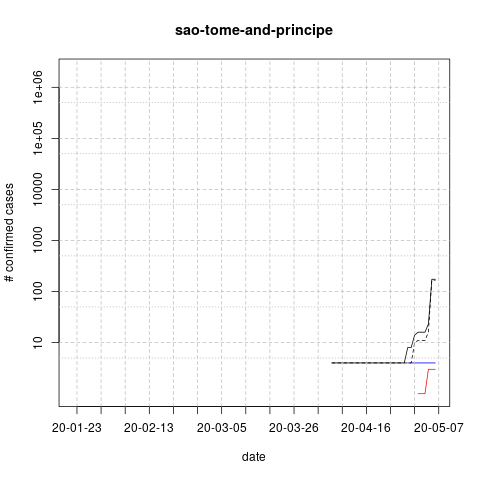 sao-tome-and-principe
# confirmed cases
1e+06
1e+05
10000
1000
100
10
20-01-23 20-02-13 20-03-05 20-03-26 20-04-16 20-05-07
date